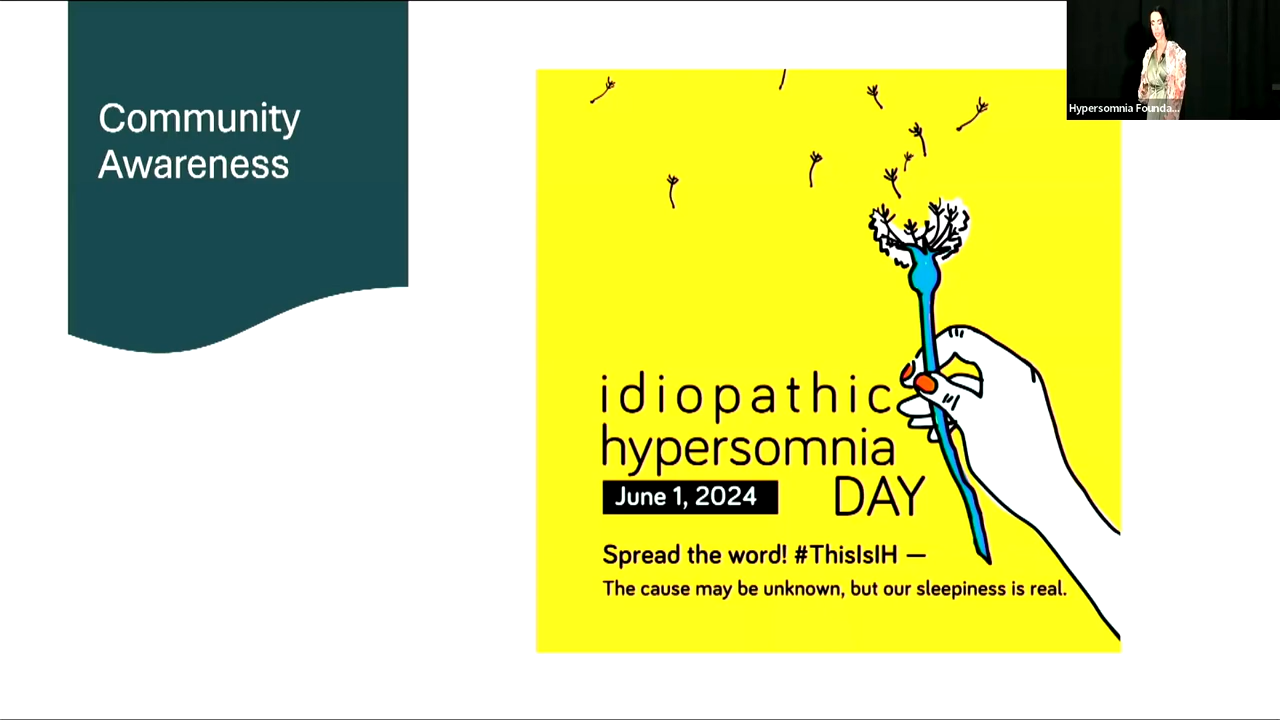 Community
Awareness
Hypersomnia Founda...
idiopathic
hypersomnia
June 1, 2024 DAY
Spread the word! #ThisIsIH —
The cause may be unknown, but our sleepiness is real.